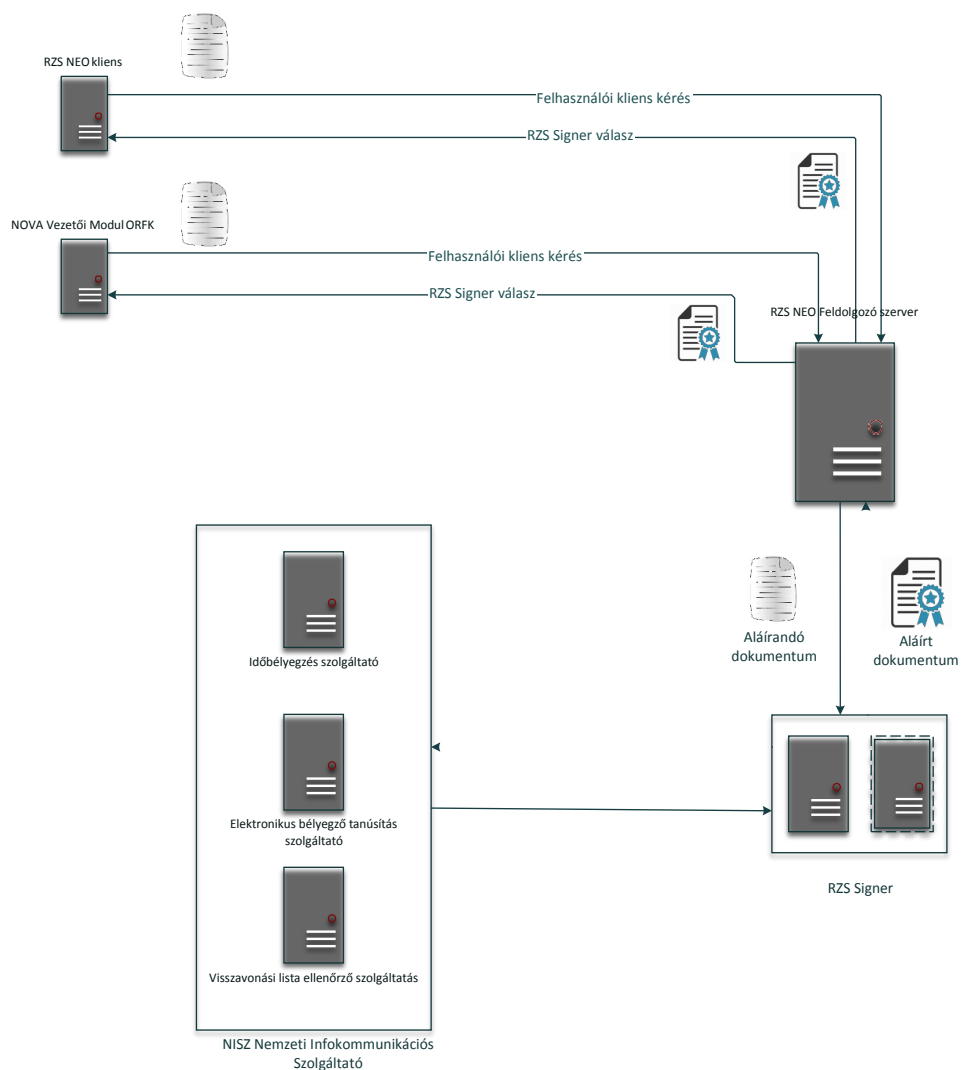 RZS NEO kliens
Felhasználói kliens kérés
RZS Signer válasz
NOVA Vezetői Modul ORFK
Felhasználói kliens kérés
RZS Signer válasz
RZS NEO Feldolgozó szerver
Aláírandó
dokumentum
Aláírt
dokumentum
Időbélyegzés szolgáltató
Elektronikus bélyegző tanúsítás
szolgáltató
Visszavonási lista ellenőrző szolgáltatás
RZS Signer
NISZ Nemzeti Infokommunikációs
Szolgáltató